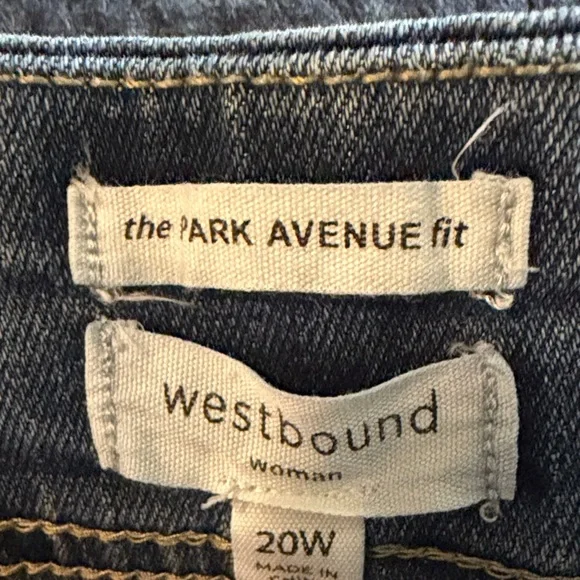 the PARK AVENUE fit
westbound
Woman
20W
MADE IN